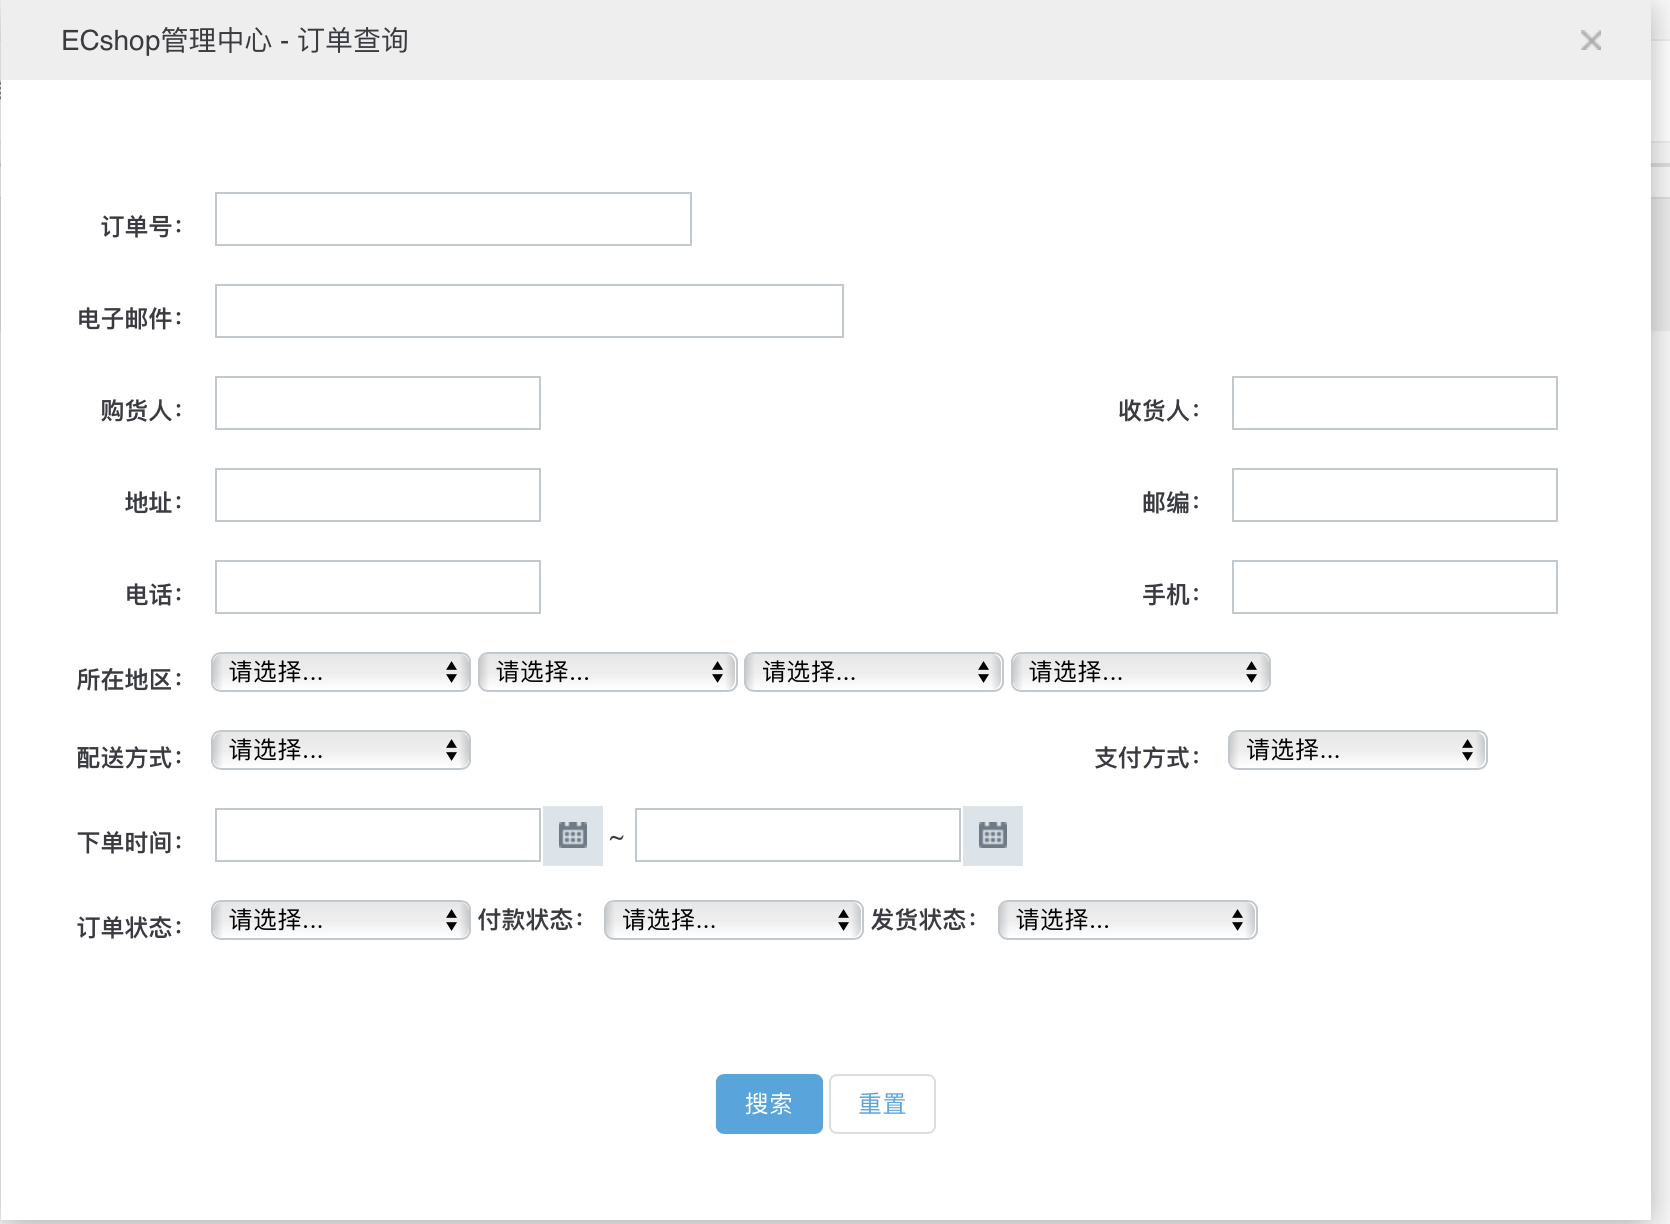 ECshop管理中心 - 订单查询
订单号：
电子邮件：
购货人： 收货人：
地址： 邮编：
电话： 手机：
所在地区： 请选择... 请选择... 请选择... 请选择...
配送方式： 请选择... 支付方式： 请选择...
下单时间： ~
订单状态： 请选择... 付款状态： 请选择... 发货状态： 请选择...
搜索 重置